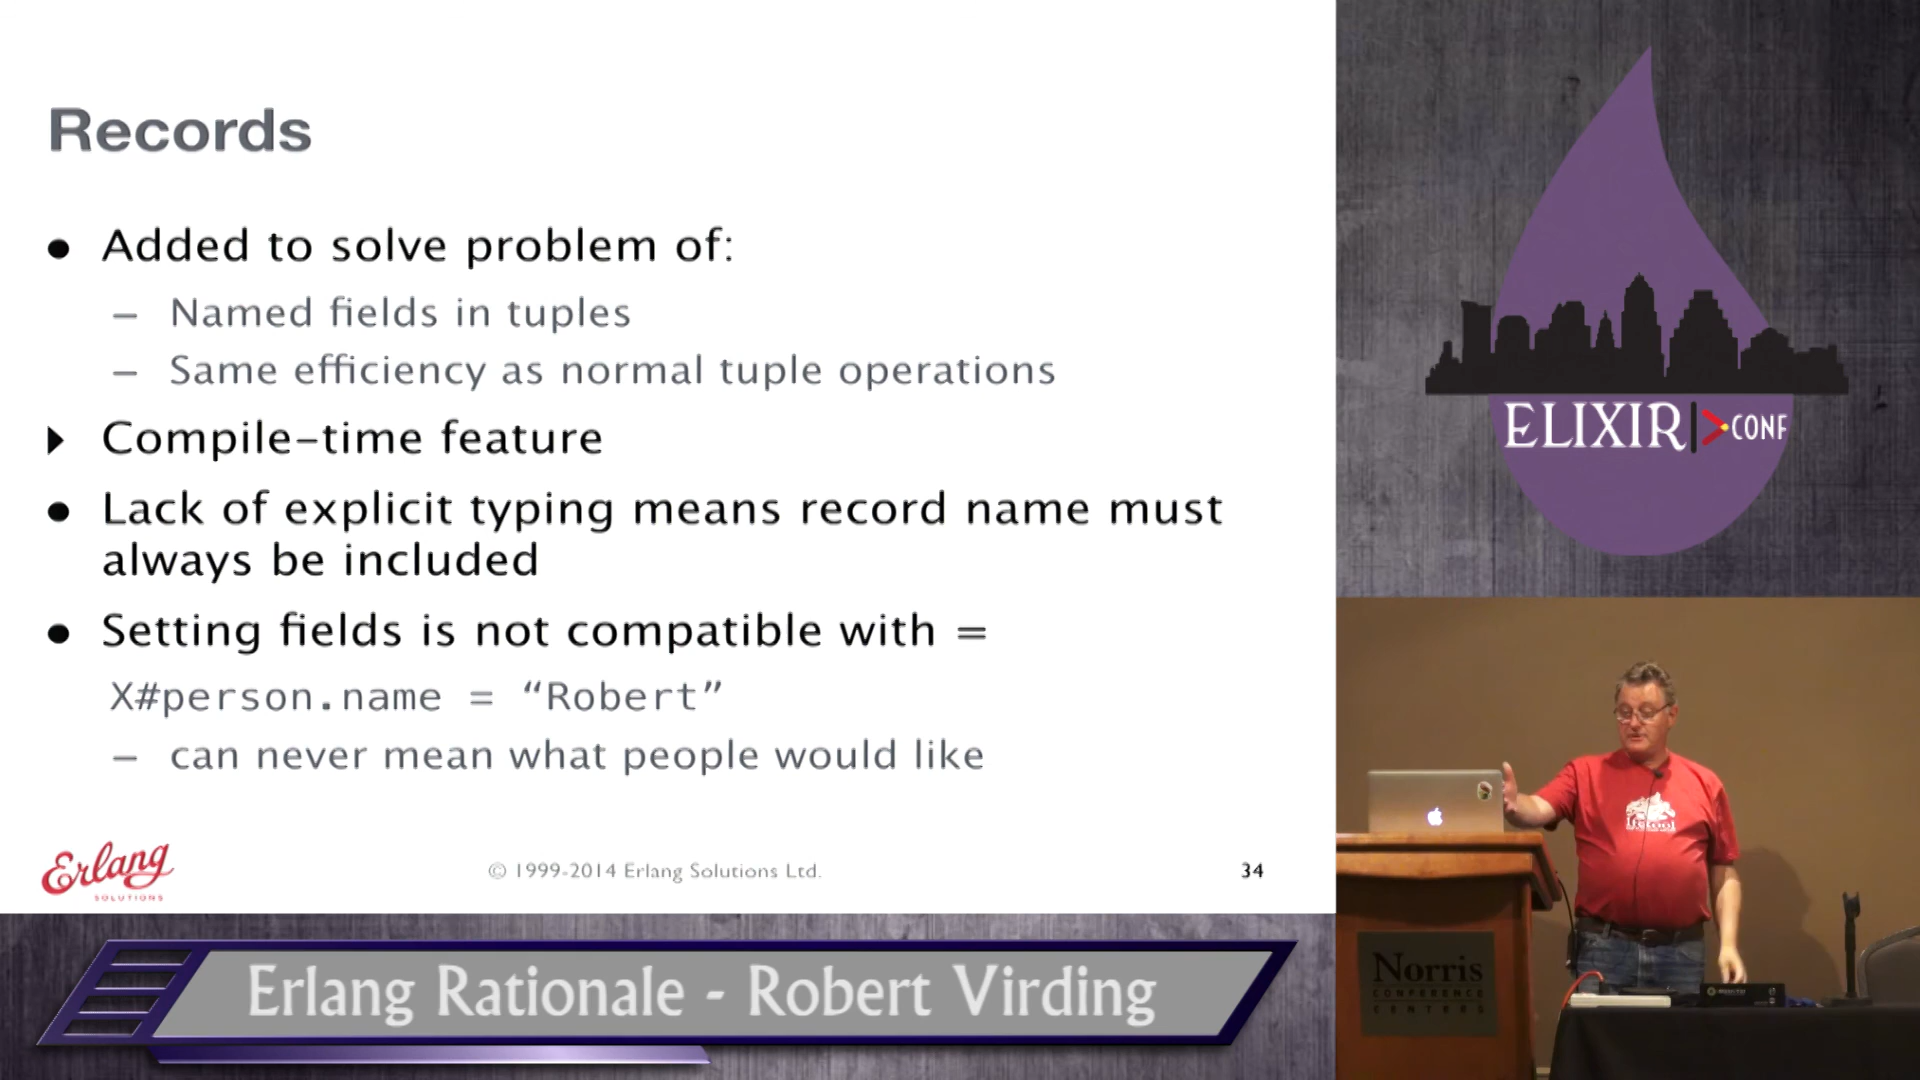 Records
● Added to solve problem of:
– Named fields in tuples
– Same efficiency as normal tuple operations
▶ Compile-time feature
● Lack of explicit typing means record name must
always be included
● Setting fields is not compatible with =
X#person.name = “Robert”
– can never mean what people would like
Erlang
SOLUTIONS
© 1999-2014 Erlang Solutions Ltd.
34
ELIXIR|>CONF
Norris
CONFERENCE
CENTERS
Erlang Rationale - Robert Virding